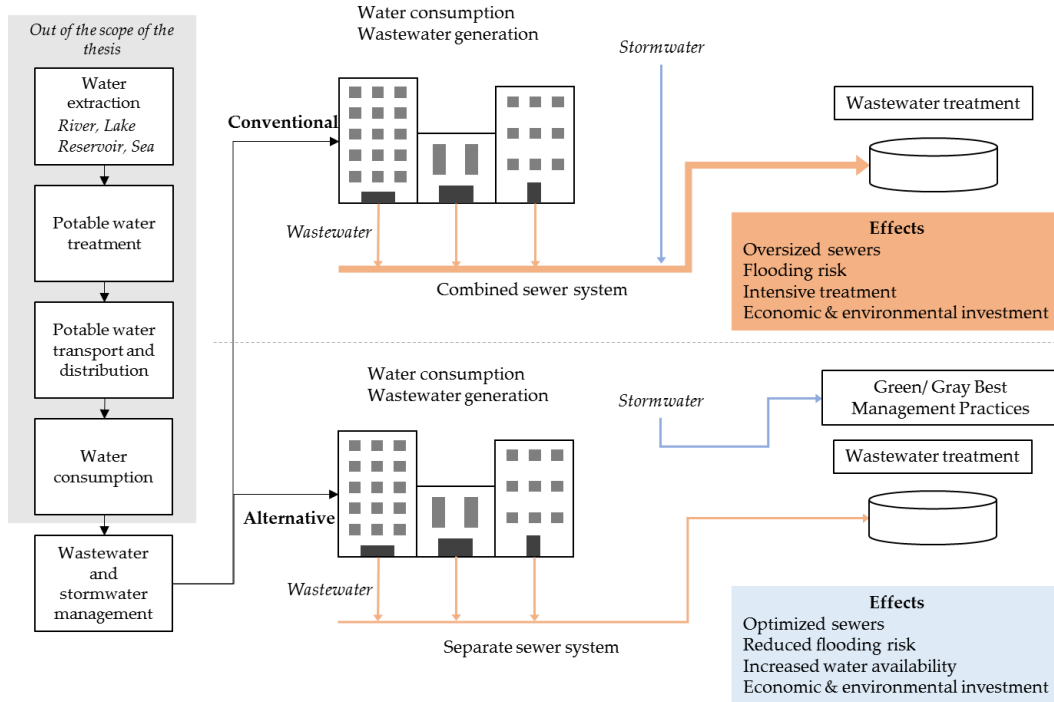 Out of the scope of the
thesis
Water
extraction
River, Lake
Reservoir, Sea
Potable water
treatment
Potable water
transport and
distribution
Water
consumption
Wastewater
and
stormwater
management
Conventional
Water consumption
Wastewater generation
Stormwater
Wastewater
Combined sewer system
Wastewater treatment
Effects
Oversized sewers
Flooding risk
Intensive treatment
Economic & environmental investment
Alternative
Water consumption
Wastewater generation
Stormwater
Wastewater
Separate sewer system
Green/ Gray Best
Management Practices
Wastewater treatment
Effects
Optimized sewers
Reduced flooding risk
Increased water availability
Economic & environmental investment